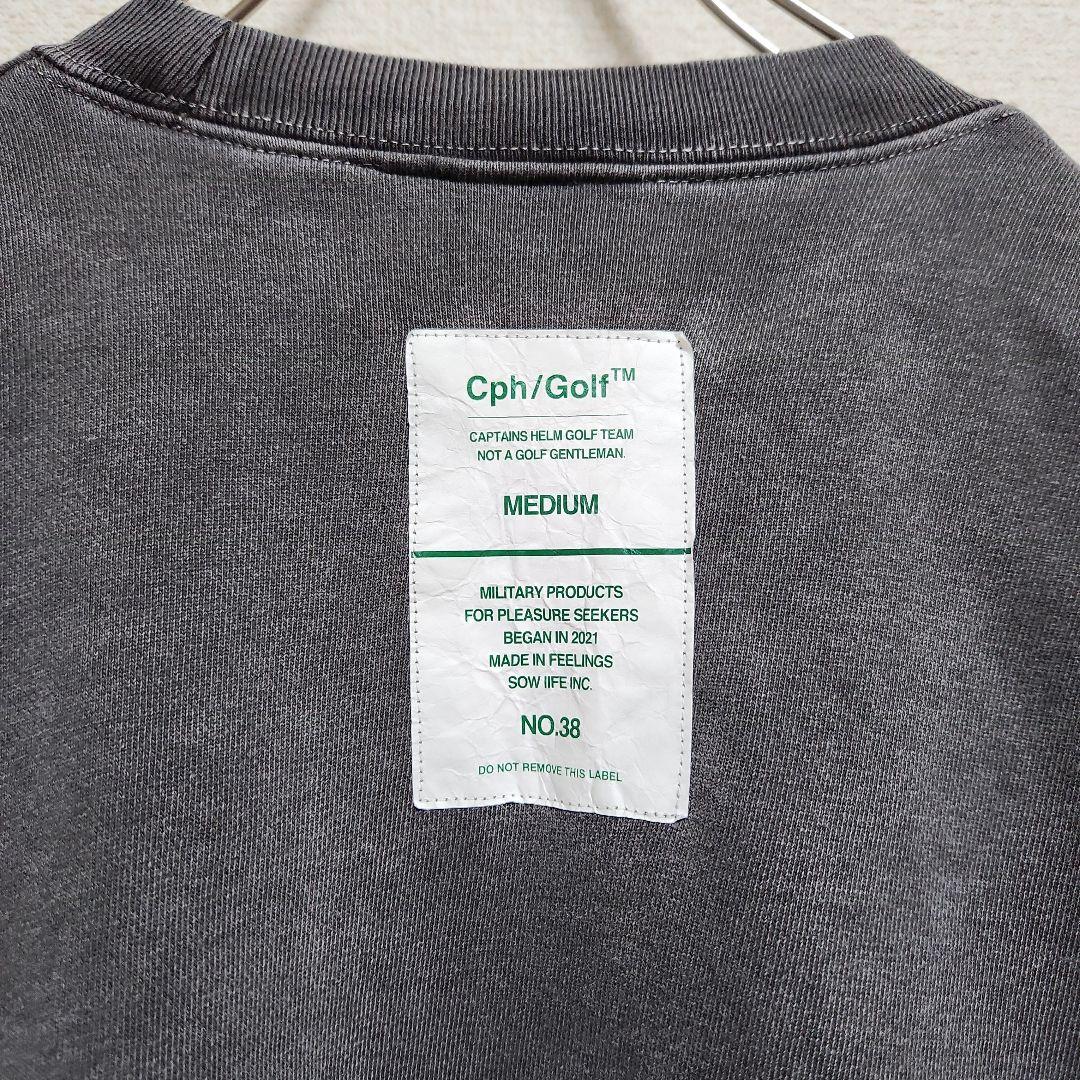 Cph/Golf™
CAPTAINS HELM GOLF TEAM
NOT A GOLF GENTLEMAN.
MEDIUM
MILITARY PRODUCTS
FOR PLEASURE SEEKERS
BEGAN IN 2021
MADE IN FEELINGS
SOW IIFE INC.
NO.38
DO NOT REMOVE THIS LABEL